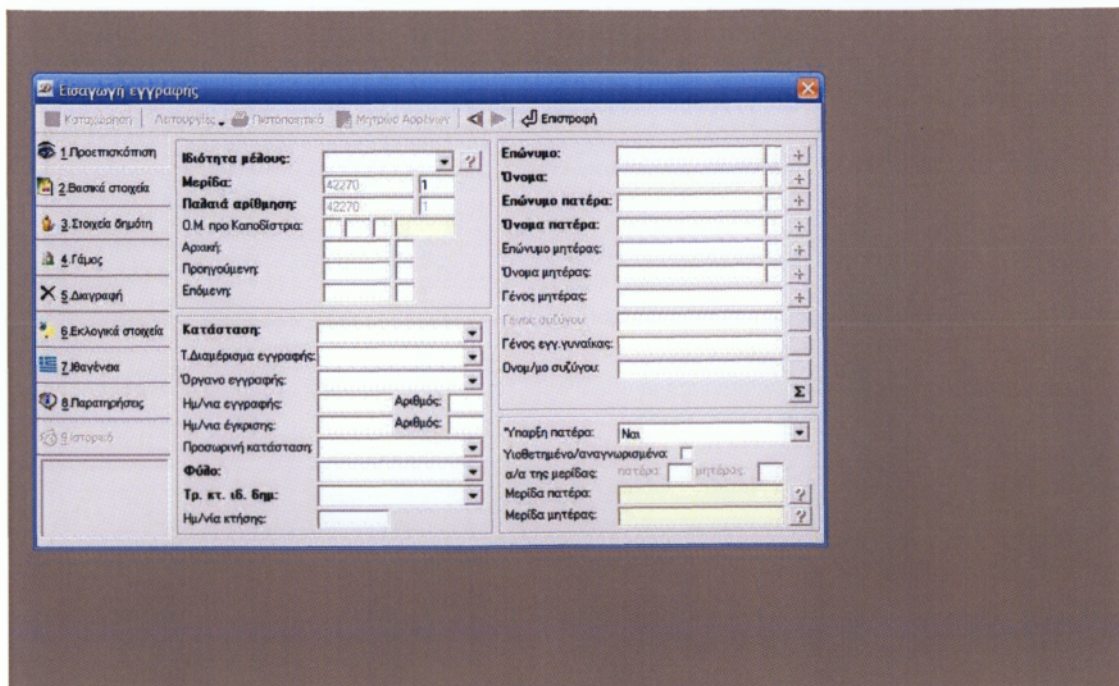 Εισαγωγή εγγραφής
Καταχώρηση Λειτουργίες Πιστοποιητικά Μητρώο Αρρένων Επιστροφή
1.Προεπισκόπιση
2.Βασικά στοιχεία
3.Στοιχεία δημότη
4.Γάμος
5.Διαγραφή
6.Εκλογικά στοιχεία
7.Ιθαγένεια
8.Παρατηρήσεις
9.Ιστορικό
Ιδιότητα μέλους: ?
Μερίδα: 42270 1
Παλαιά αρίθμηση: 42270 1
Ο.Μ. προ Καποδίστρια:
Αρχική:
Προηγούμενη:
Επόμενη:
Κατάσταση:
Τ.Διαμέρισμα εγγραφής:
Όργανο εγγραφής:
Ημ/νια εγγραφής: Αριθμός:
Ημ/νια έγκρισης: Αριθμός:
Προσωρινή κατάσταση:
Φύλο:
Τρ. κτ. ιδ. δημ:
Ημ/νία κτήσης:
Επώνυμο: +
Όνομα: +
Επώνυμο πατέρα: +
Όνομα πατέρα: +
Επώνυμο μητέρας: +
Όνομα μητέρας: +
Γένος μητέρας: +
Γένος συζύγου:
Γένος εγγ.γυναίκας:
Ονομ/μο συζύγου:
Σ
Ύπαρξη πατέρα: Ναι
Υιοθετημένο/αναγνωρισμένο:
α/α της μερίδας: πατέρα: μητέρας:
Μερίδα πατέρα: ?
Μερίδα μητέρας: ?